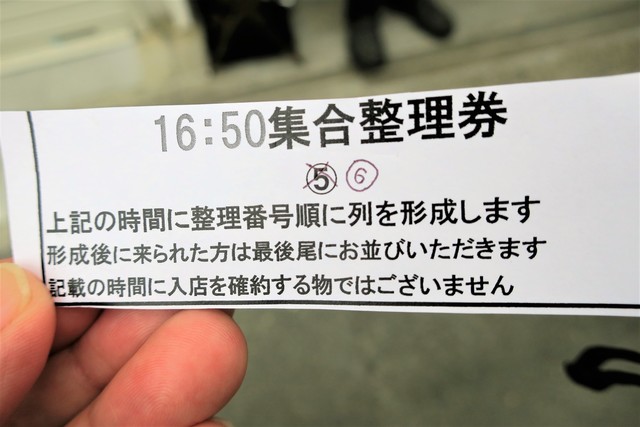 16:50集合整理券
⑤ ⑥
上記の時間に整理番号順に列を形成します
形成後に来られた方は最後尾にお並びいただきます
記載の時間に入店を確約する物ではございません